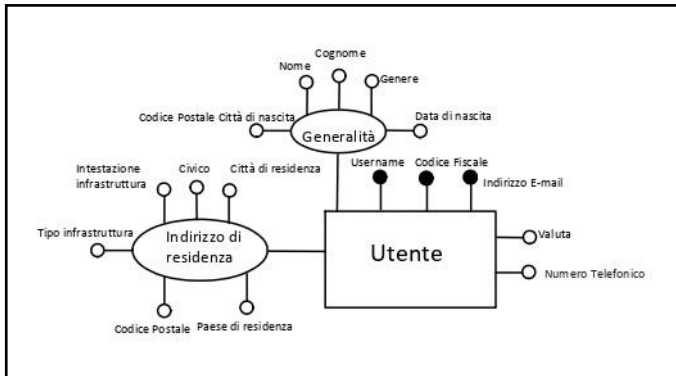 Cognome
Nome
Genere
Codice Postale Città di nascita
Data di nascita
Generalità
Username
Codice Fiscale
Indirizzo E-mail
Intestazione
infrastruttura
Civico
Città di residenza
Tipo infrastruttura
Indirizzo di
residenza
Utente
Valuta
Numero Telefonico
Codice Postale
Paese di residenza